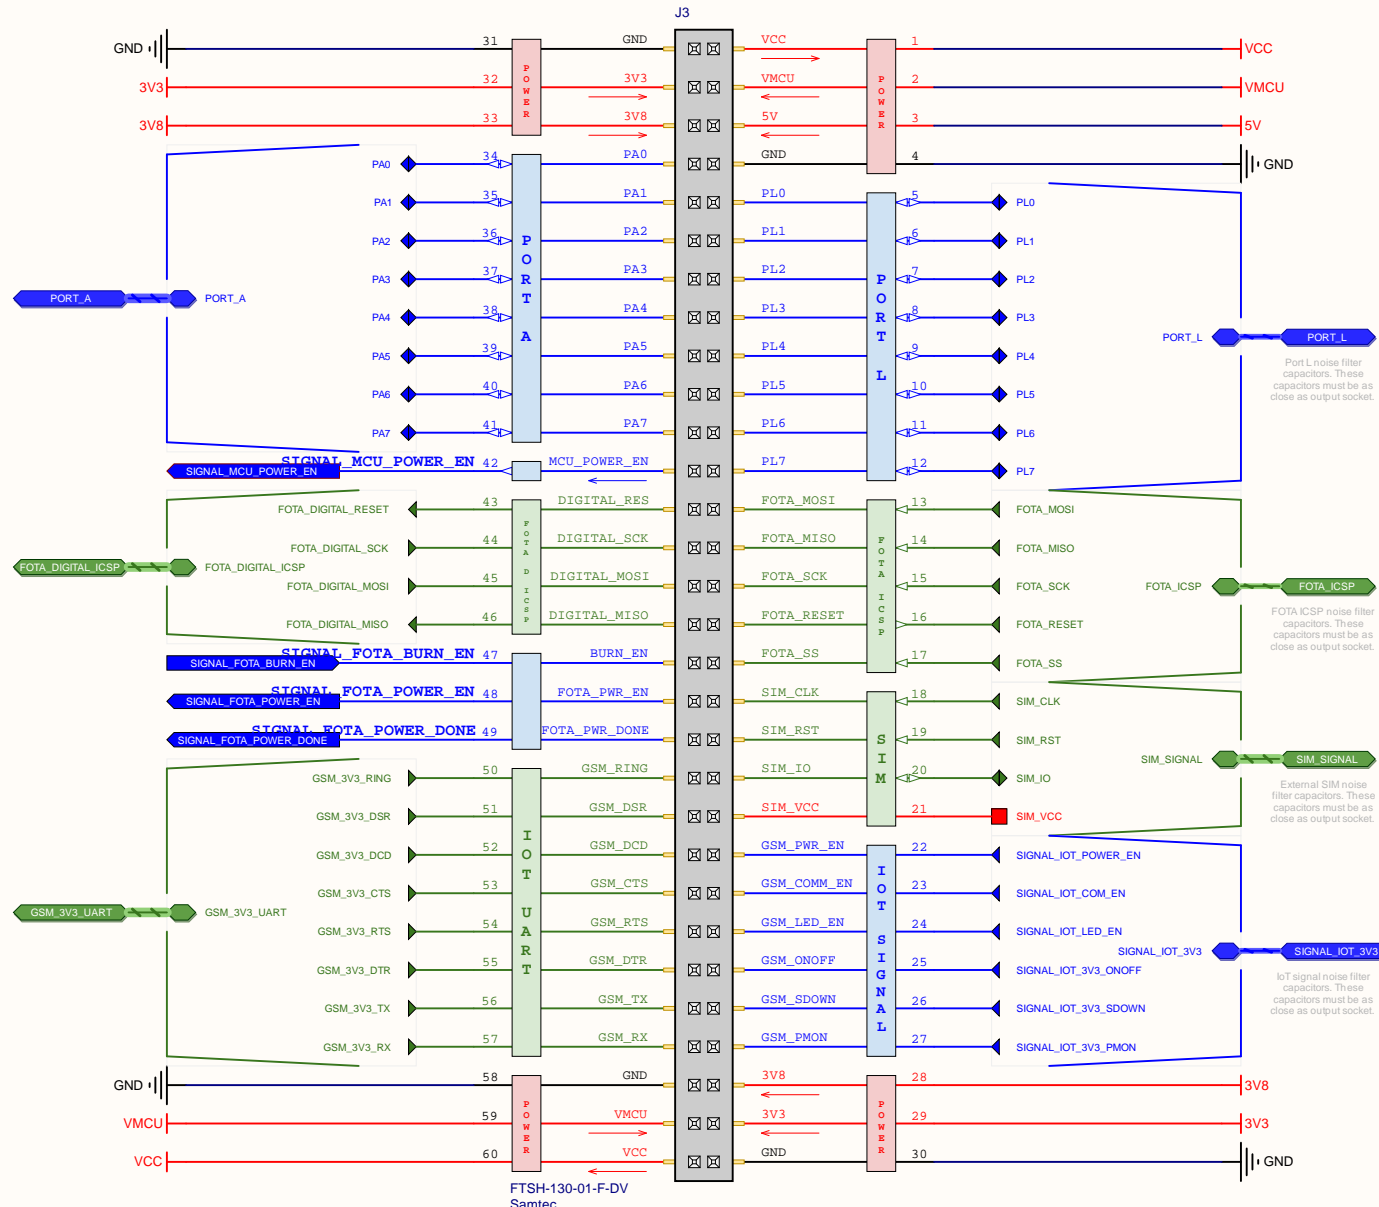 J3
GND 31 GND VCC 1 VCC
3V3 32 3V3 VMCU 2 VMCU
3V8 33 3V8 5V 3 5V
POWER POWER
PA0 34 PA0 GND 4 GND
PA1 35 PA1 PL0 5 PL0
PA2 36 PA2 PL1 6 PL1
PA3 37 PA3 PL2 7 PL2
PORT_A PORT_A
PORT A PORT L
PA4 38 PA4 PL3 8 PL3
PORT_L PORT_L
PA5 39 PA5 PL4 9 PL4
Port L noise filter
capacitors. These
capacitors must be as
close as output socket.
PA6 40 PA6 PL5 10 PL5
PA7 41 PA7 PL6 11 PL6
SIGNAL_MCU_POWER_EN SIGNAL_MCU_POWER_EN 42 MCU_POWER_EN PL7 12 PL7
FOTA_DIGITAL_RESET 43 DIGITAL_RES FOTA_MOSI 13 FOTA_MOSI
FOTA_DIGITAL_SCK 44 DIGITAL_SCK FOTA_MISO 14 FOTA_MISO
FOTA_DIGITAL_ICSP FOTA_DIGITAL_ICSP
FOTA D ICSP FOTA ICSP
FOTA_DIGITAL_MOSI 45 DIGITAL_MOSI FOTA_SCK 15 FOTA_SCK
FOTA_ICSP FOTA_ICSP
FOTA_DIGITAL_MISO 46 DIGITAL_MISO FOTA_RESET 16 FOTA_RESET
FOTA ICSP noise filter
capacitors. These
capacitors must be as
close as output socket.
SIGNAL_FOTA_BURN_EN SIGNAL_FOTA_BURN_EN 47 BURN_EN FOTA_SS 17 FOTA_SS
SIGNAL_FOTA_POWER_EN SIGNAL_FOTA_POWER_EN 48 FOTA_PWR_EN SIM_CLK 18 SIM_CLK
SIGNAL_FOTA_POWER_DONE SIGNAL_FOTA_POWER_DONE 49 FOTA_PWR_DONE SIM_RST 19 SIM_RST
SIM
SIM_SIGNAL SIM_SIGNAL
GSM_3V3_RING 50 GSM_RING SIM_IO 20 SIM_IO
External SIM noise
filter capacitors. These
capacitors must be as
close as output socket.
GSM_3V3_DSR 51 GSM_DSR SIM_VCC 21 SIM_VCC
GSM_3V3_DCD 52 GSM_DCD GSM_PWR_EN 22 SIGNAL_IOT_POWER_EN
GSM_3V3_CTS 53 GSM_CTS GSM_COMM_EN 23 SIGNAL_IOT_COM_EN
GSM_3V3_UART GSM_3V3_UART
IOT UART IOT SIGNAL
GSM_3V3_RTS 54 GSM_RTS GSM_LED_EN 24 SIGNAL_IOT_LED_EN
SIGNAL_IOT_3V3 SIGNAL_IOT_3V3
GSM_3V3_DTR 55 GSM_DTR GSM_ONOFF 25 SIGNAL_IOT_3V3_ONOFF
IoT signal noise filter
capacitors. These
capacitors must be as
close as output socket.
GSM_3V3_TX 56 GSM_TX GSM_SDOWN 26 SIGNAL_IOT_3V3_SDOWN
GSM_3V3_RX 57 GSM_RX GSM_PMON 27 SIGNAL_IOT_3V3_PMON
GND 58 GND 3V8 28 3V8
VMCU 59 VMCU 3V3 29 3V3
POWER POWER
VCC 60 VCC GND 30 GND
FTSH-130-01-F-DV
Samtec